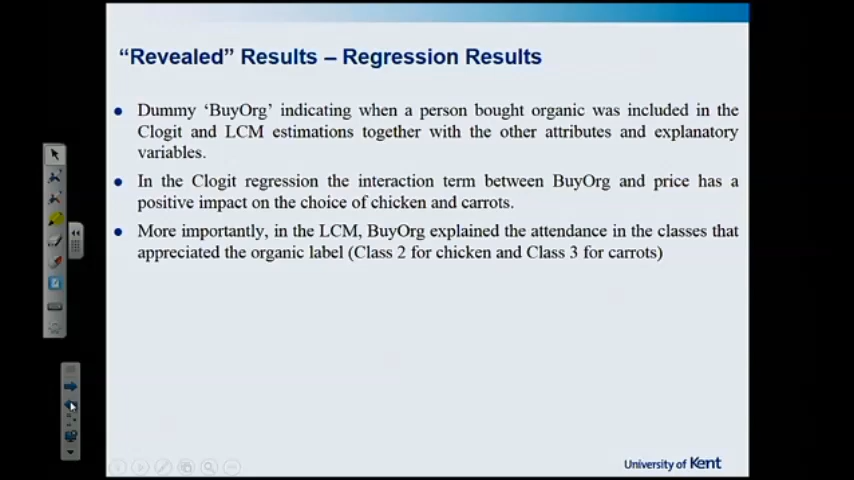 “Revealed” Results – Regression Results
Dummy ‘BuyOrg’ indicating when a person bought organic was included in the
Clogit and LCM estimations together with the other attributes and explanatory
variables.
In the Clogit regression the interaction term between BuyOrg and price has a
positive impact on the choice of chicken and carrots.
More importantly, in the LCM, BuyOrg explained the attendance in the classes that
appreciated the organic label (Class 2 for chicken and Class 3 for carrots)
University of Kent